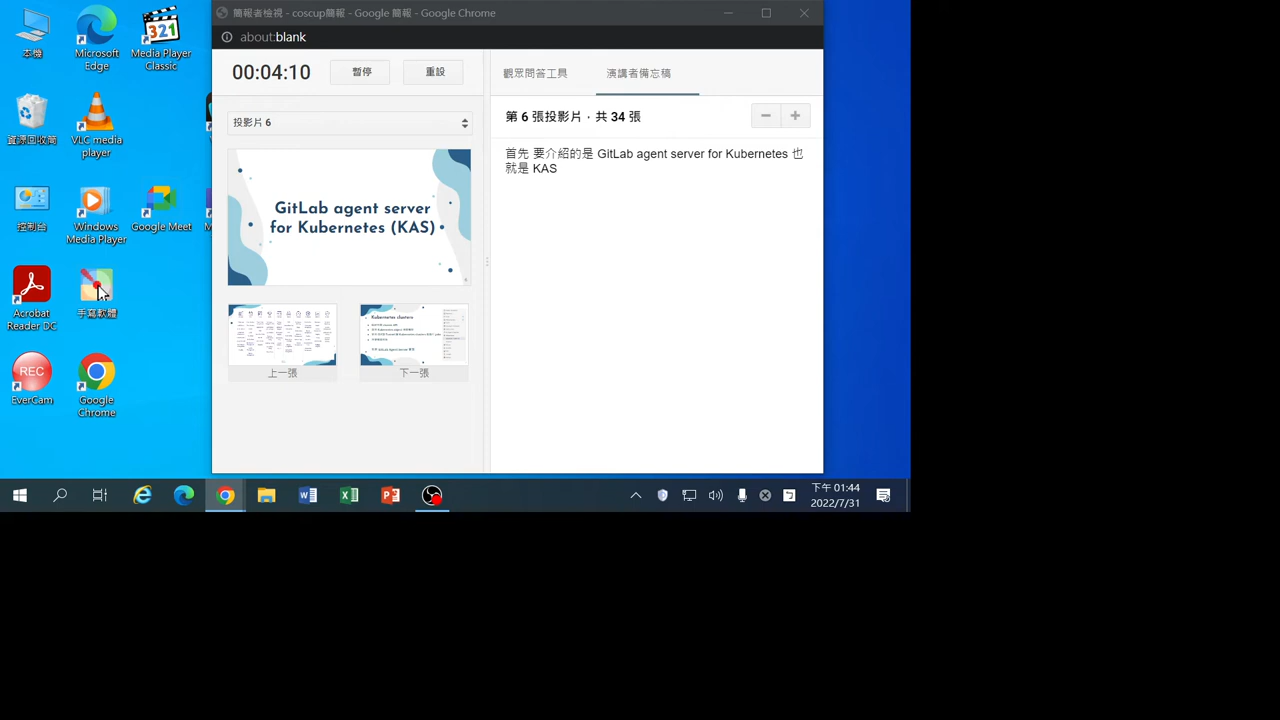 簡報者檢視 - coscup簡報 - Google 簡報 - Google Chrome
about:blank
00:04:10
暫停
重設
觀眾問答工具
演講者備忘稿
投影片 6
第 6 張投影片 · 共 34 張
首先 要介紹的是 GitLab agent server for Kubernetes 也
就是 KAS
GitLab agent server
for Kubernetes (KAS)
Kubernetes clusters
上一張
下一張
本機
Microsoft
Edge
Media Player
Classic
資源回收筒
VLC media
player
控制台
Windows
Media Player
Google Meet
Acrobat
Reader DC
手寫軟體
REC
EverCam
Google
Chrome
下午 01:44
2022/7/31